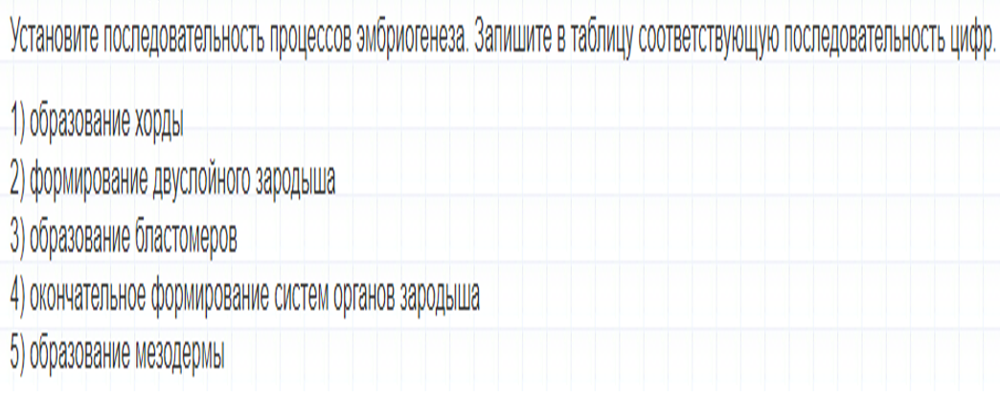 Установите последовательность процессов эмбриогенеза. Запишите в таблицу соответствующую последовательность цифр.
1) образование хорды
2) формирование двуслойного зародыша
3) образование бластомеров
4) окончательное формирование систем органов зародыша
5) образование мезодермы